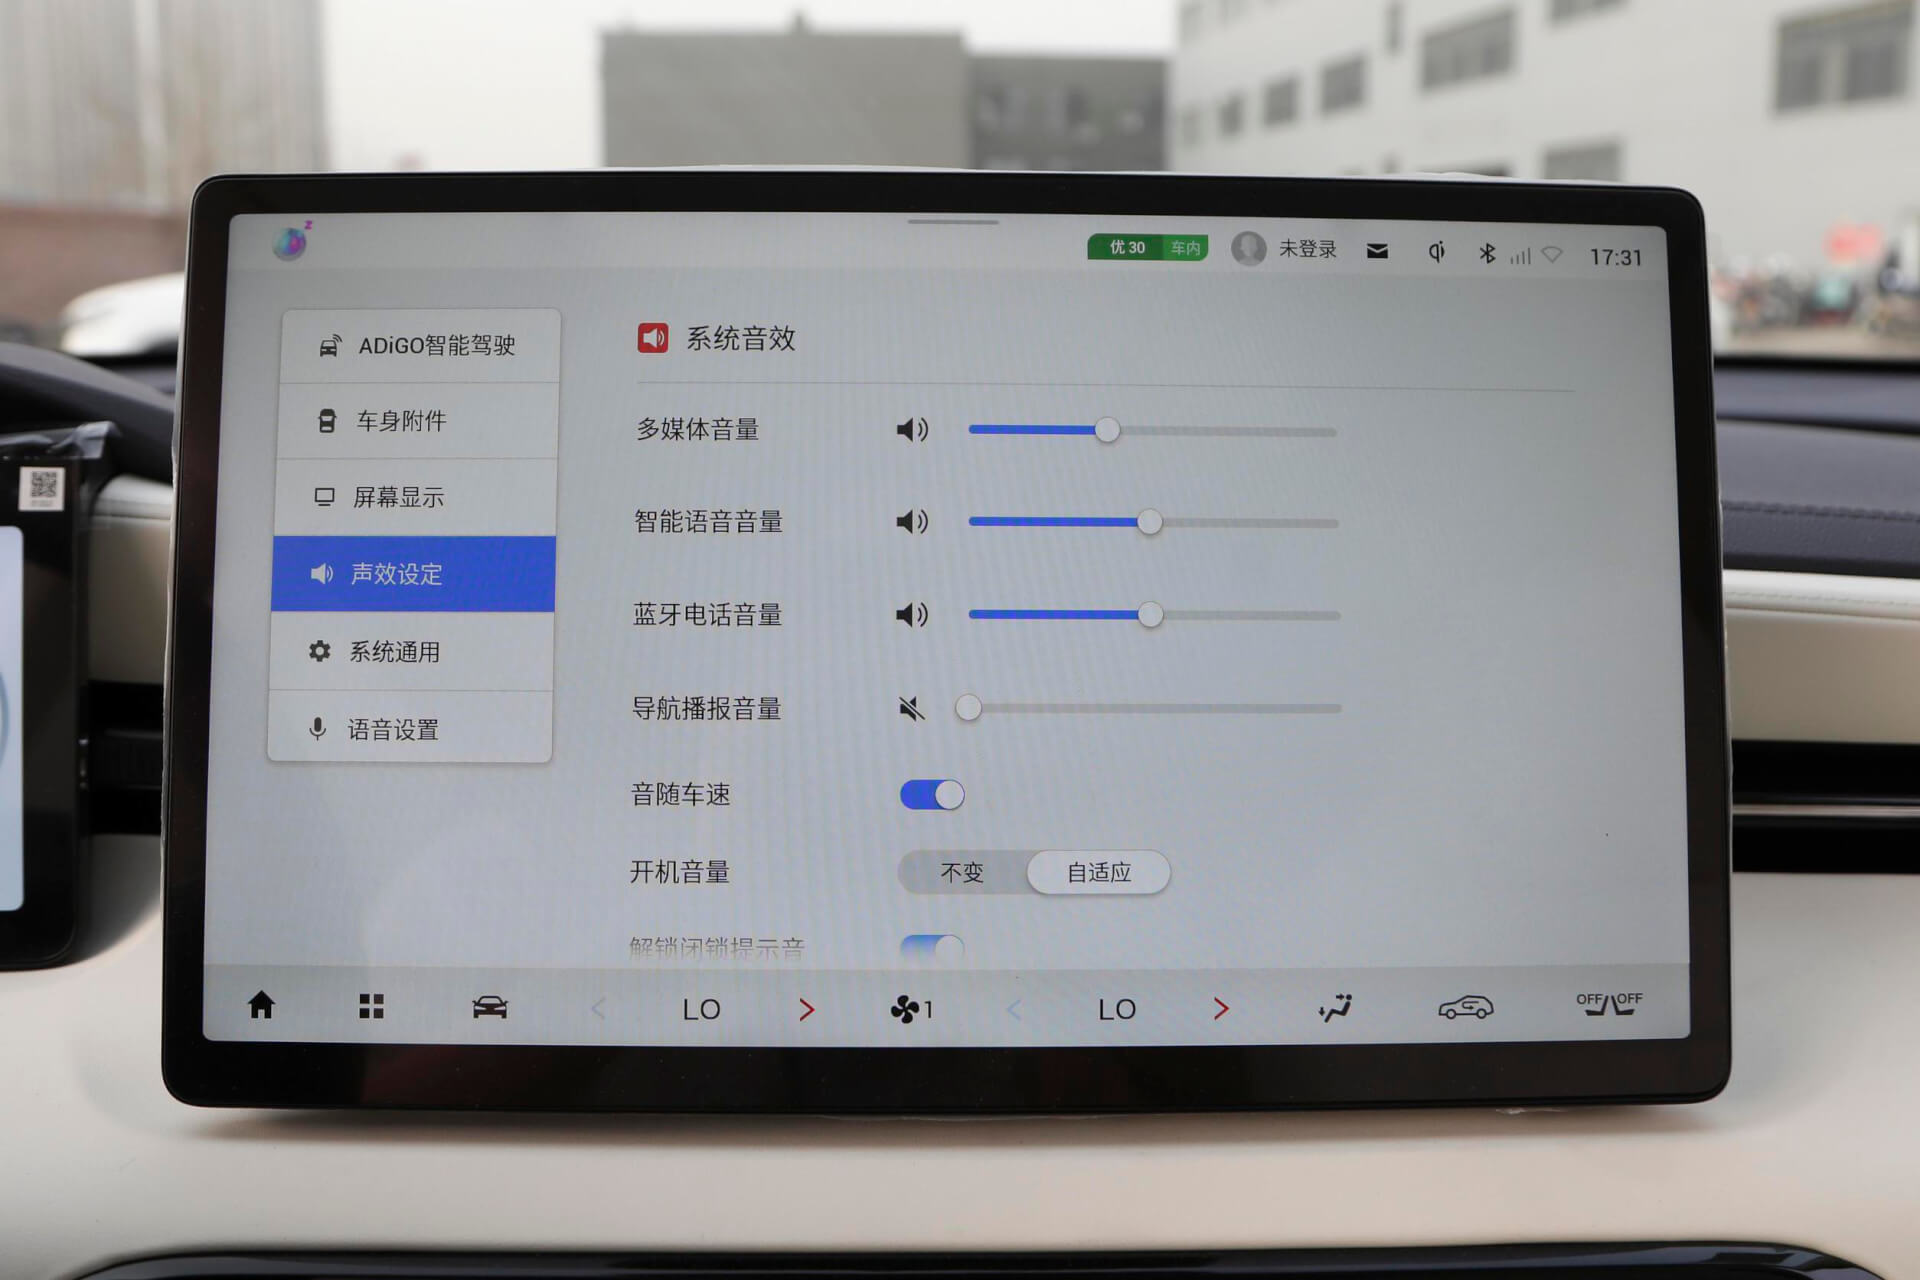 z
优 30 车内 未登录 17:31
ADiGO智能驾驶
车身附件
屏幕显示
声效设定
系统通用
语音设置
系统音效
多媒体音量
智能语音音量
蓝牙电话音量
导航播报音量
音随车速
开机音量 不变 自适应
解锁闭锁提示音
LO 1 LO OFF OFF